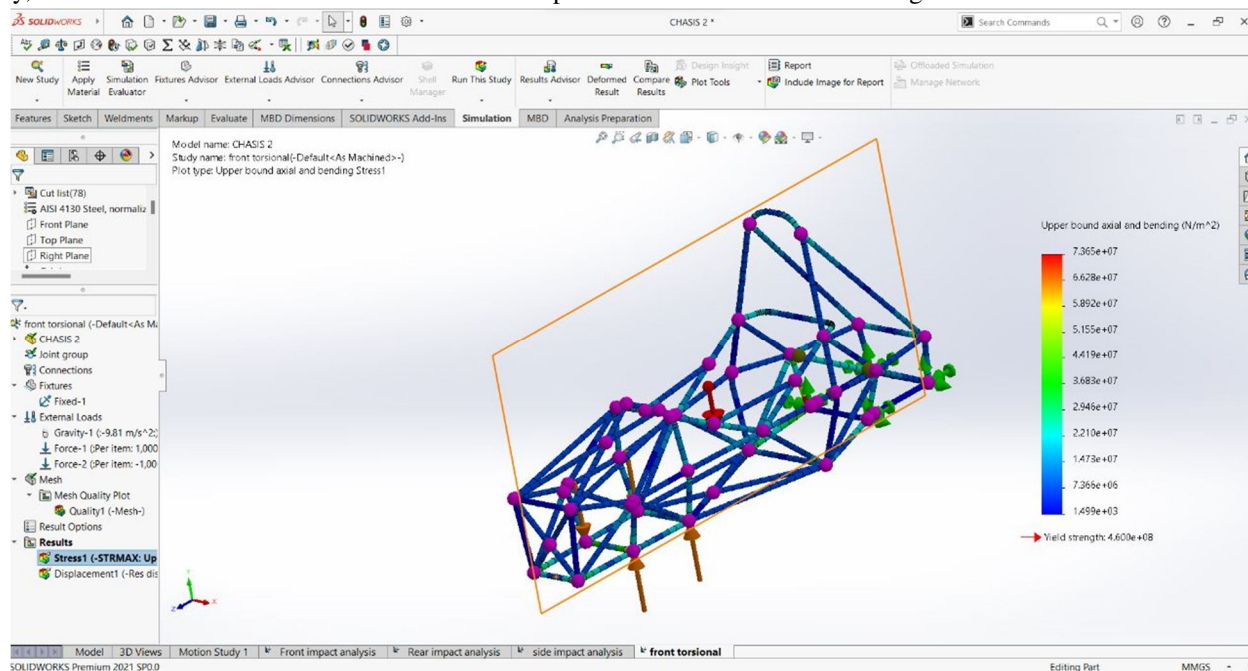 SOLIDWORKS
CHASIS 2 *
Search Commands
New Study
Apply Material
Simulation Evaluator
Fixtures Advisor
External Loads Advisor
Connections Advisor
Shell Manager
Run This Study
Results Advisor
Deformed Result
Compare Results
Design Insight
Plot Tools
Report
Include Image for Report
Offloaded Simulation
Manage Network
Features Sketch Weldments Markup Evaluate MBD Dimensions SOLIDWORKS Add-Ins Simulation MBD Analysis Preparation
Model name: CHASIS 2
Study name: front torsional(-Default<As Machined>-)
Plot type: Upper bound axial and bending Stress1
Cut list(78)
AISI 4130 Steel, normaliz
Front Plane
Top Plane
Right Plane
front torsional (-Default<As Ma
CHASIS 2
Joint group
Connections
Fixtures
Fixed-1
External Loads
Gravity-1 (:-9.81 m/s^2:)
Force-1 (:Per item: 1,000
Force-2 (:Per item: -1,00
Mesh
Mesh Quality Plot
Quality1 (-Mesh-)
Result Options
Results
Stress1 (-STRMAX: Up
Displacement1 (-Res dis
Upper bound axial and bending (N/m^2)
7.365e+07
6.628e+07
5.892e+07
5.155e+07
4.419e+07
3.683e+07
2.946e+07
2.210e+07
1.473e+07
7.366e+06
1.499e+03
Yield strength: 4.600e+08
Model 3D Views Motion Study 1 Front impact analysis Rear impact analysis side impact analysis front torsional
SOLIDWORKS Premium 2021 SP0.0
Editing Part
MMGS